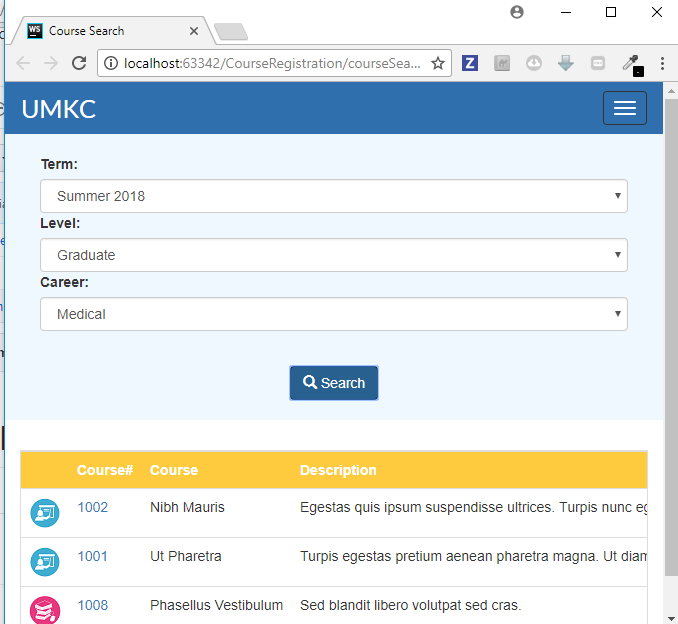 WS Course Search
localhost:63342/CourseRegistration/courseSea...
Z
UMKC
Term:
Summer 2018
Level:
Graduate
Career:
Medical
Search
Course# Course Description
1002 Nibh Mauris Egestas quis ipsum suspendisse ultrices. Turpis nunc eg
1001 Ut Pharetra Turpis egestas pretium aenean pharetra magna. Ut diam
1008 Phasellus Vestibulum Sed blandit libero volutpat sed cras.